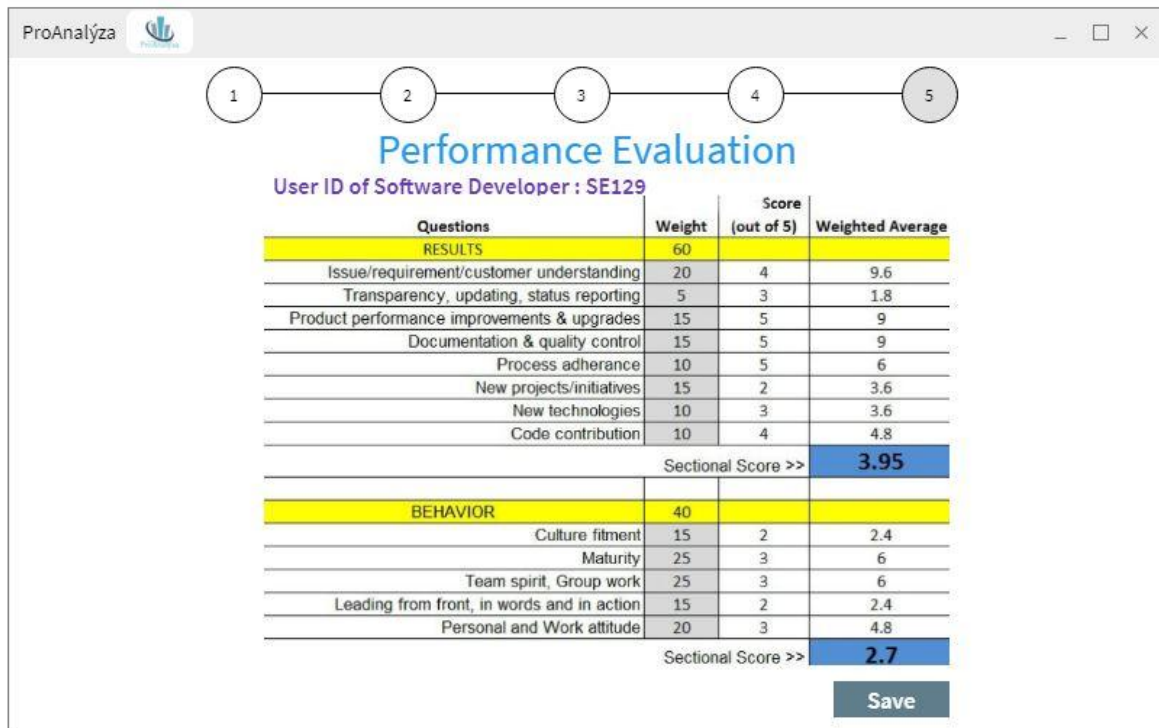 ProAnalýza
ProAnalýza
1 2 3 4 5
Performance Evaluation
User ID of Software Developer : SE129
Questions Weight Score (out of 5) Weighted Average
RESULTS 60
Issue/requirement/customer understanding 20 4 9.6
Transparency, updating, status reporting 5 3 1.8
Product performance improvements & upgrades 15 5 9
Documentation & quality control 15 5 9
Process adherance 10 5 6
New projects/initiatives 15 2 3.6
New technologies 10 3 3.6
Code contribution 10 4 4.8
Sectional Score >> 3.95
BEHAVIOR 40
Culture fitment 15 2 2.4
Maturity 25 3 6
Team spirit, Group work 25 3 6
Leading from front, in words and in action 15 2 2.4
Personal and Work attitude 20 3 4.8
Sectional Score >> 2.7
Save